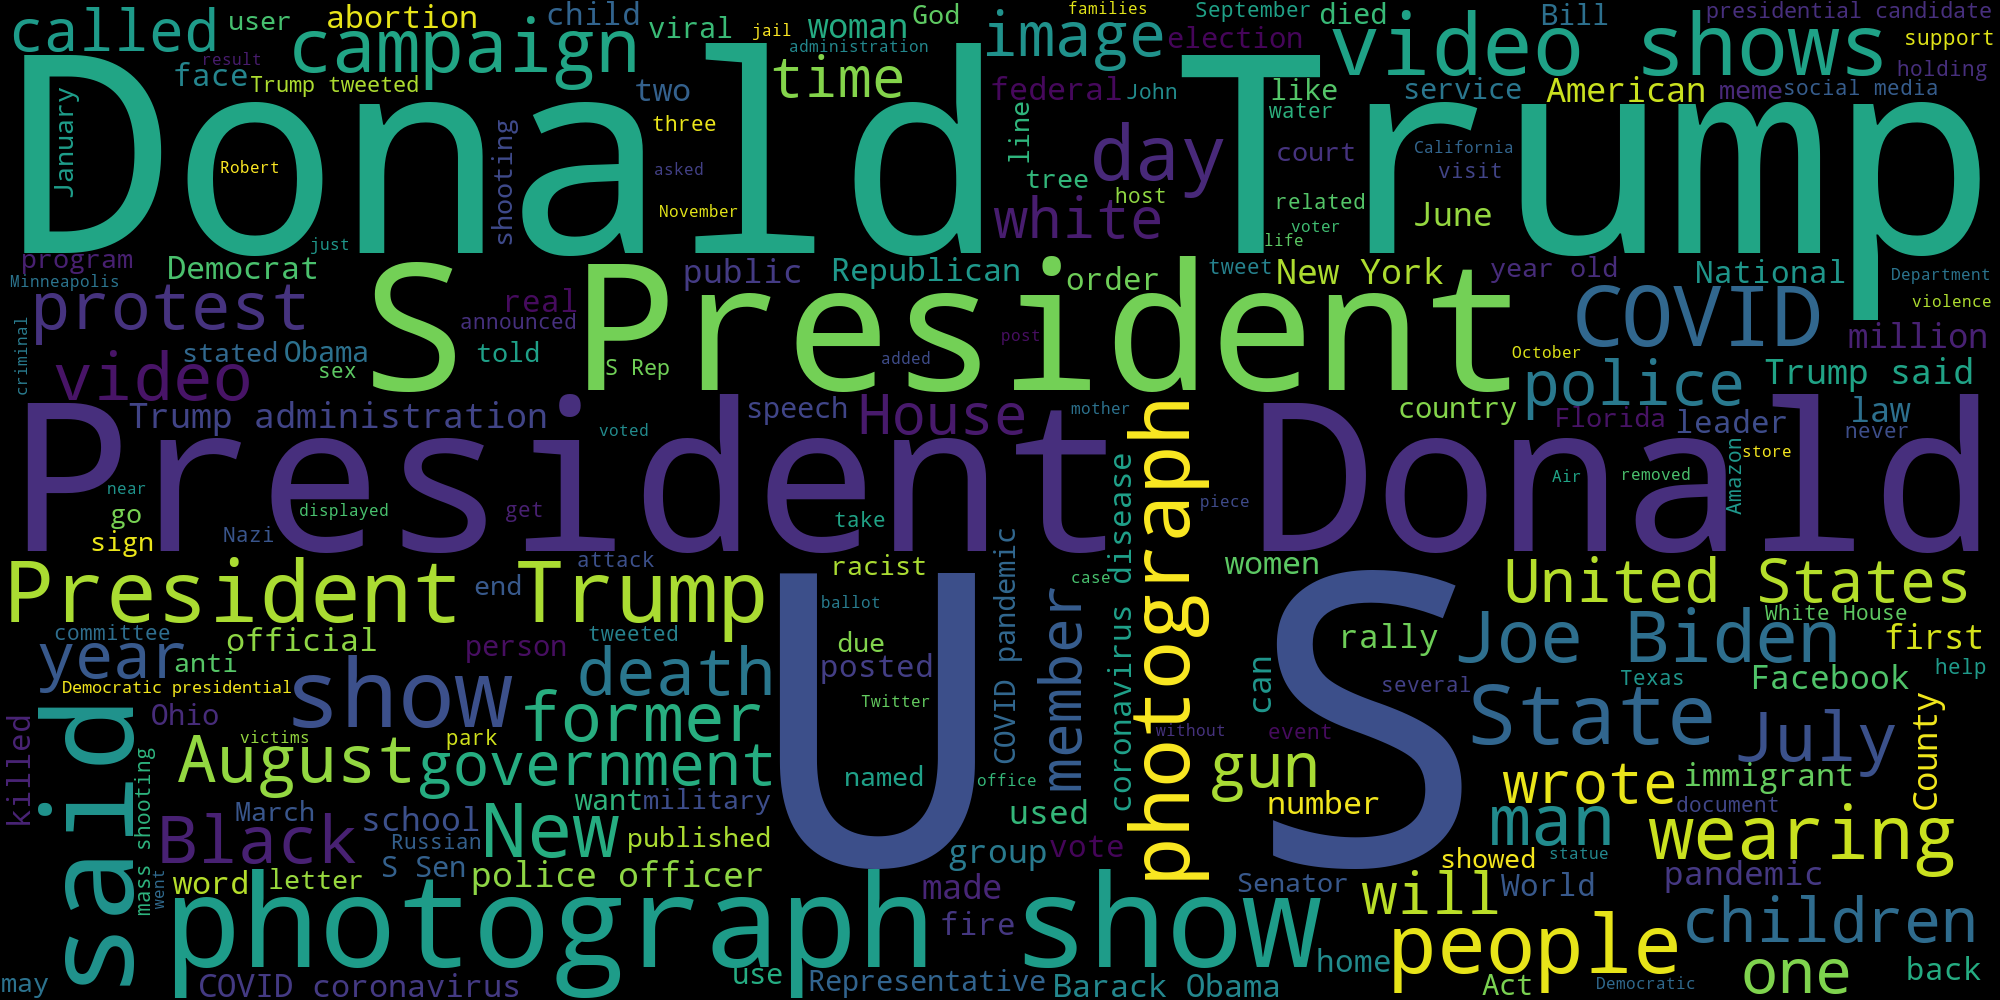 called
user
abortion
child
viral
jail
woman
God
families
September
died
Bill
presidential candidate
campaign
administration
image
election
video shows
support
result
face
Trump tweeted
time
two
federal
John
like
service
American
meme
social media
holding
Donald Trump
January
Robert
shooting
three
asked
November
line
tree
day
host
water
court
California
visit
related
June
white
voter
life
just
program
Democrat
public
Republican
order
tweet
New York
year old
National
Department
Minneapolis
protest
S President
real
announced
COVID
violence
million
criminal
stated
Obama
told
sex
S Rep
added
post
October
video
police
Trump said
Trump administration
speech
House
mother
country
Florida
leader
law
never
voted
President Donald
photograph
Amazon
store
near
go
displayed
get
take
piece
Air
removed
sign
Nazi
attack
racist
coronavirus disease
women
President Trump
end
case
United States
U S
ballot
COVID pandemic
member
White House
committee
official
person
tweeted
due
rally
Joe Biden
first
year
anti
death
posted
can
several
Texas
Facebook
help
Democratic presidential
show
Twitter
said
Ohio
former
State
July
County
killed
victims
park
without
event
August
government
named
office
gun
immigrant
mass shooting
March
school
want
military
used
number
wrote
document
Black
Russian
New
published
group
vote
man
wearing
went
word
letter
S Sen
police officer
made
Senator
showed
statue
will
World
pandemic
photograph show
fire
people
children
may
COVID coronavirus
use
Representative
Barack Obama
home
Act
Democratic
one
back